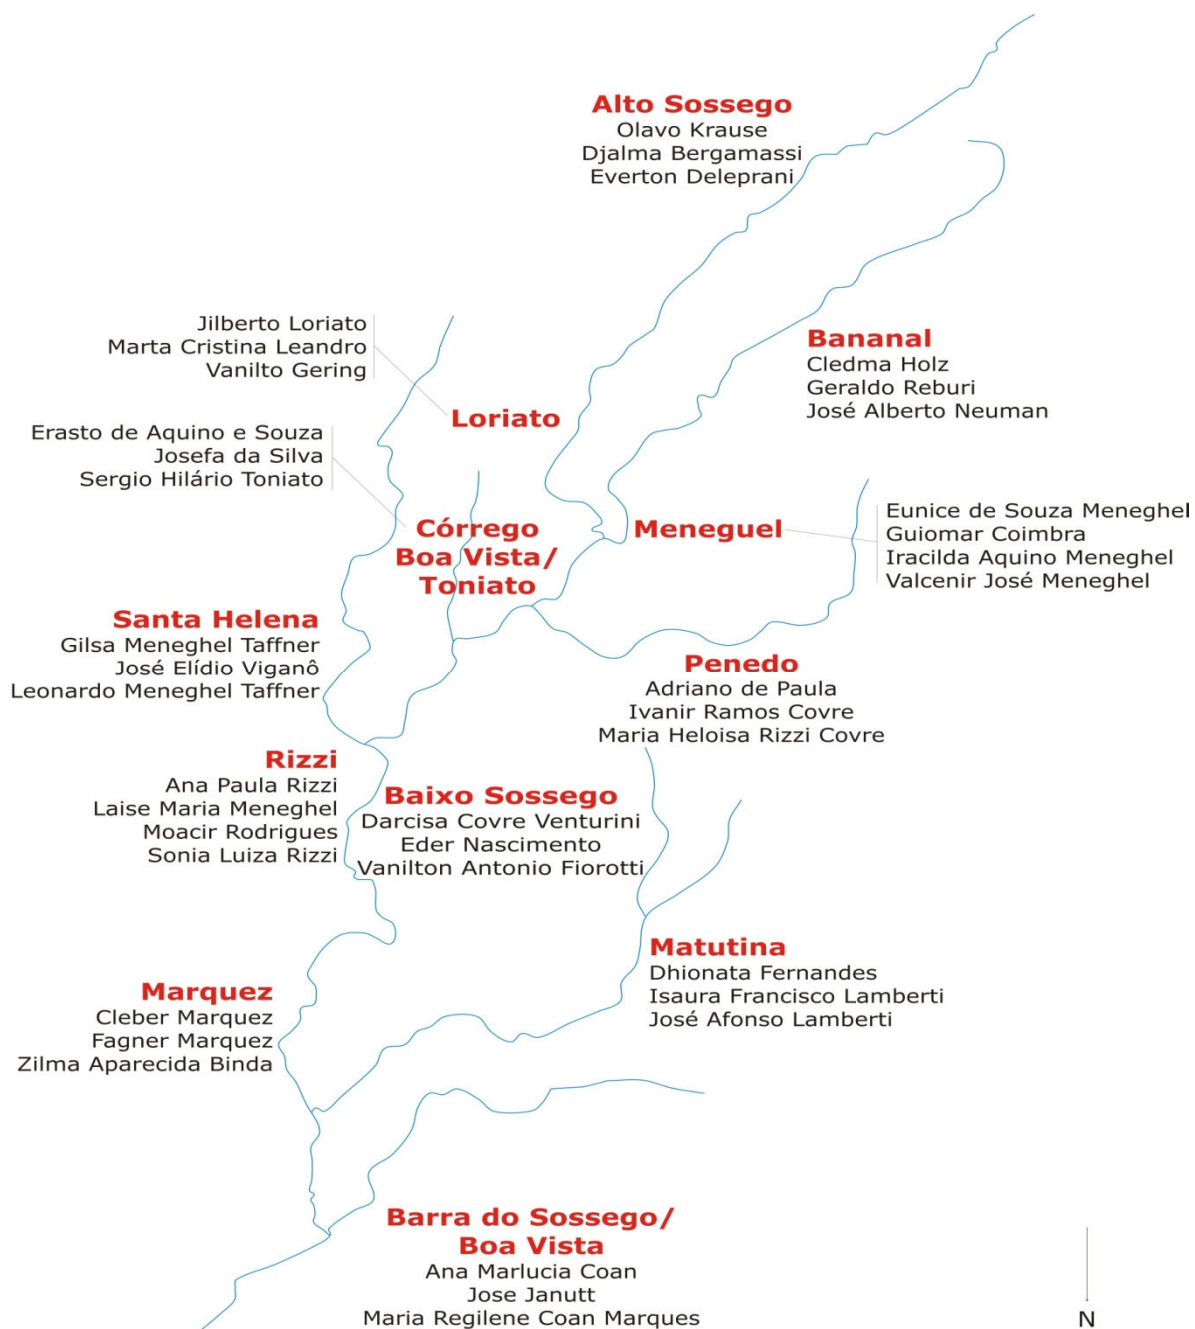 Alto Sossego
Olavo Krause
Djalma Bergamassi
Everton Deleprani
Jilberto Loriato
Marta Cristina Leandro
Vanilto Gering
Loriato
Bananal
Cledma Holz
Geraldo Reburi
José Alberto Neuman
Erasto de Aquino e Souza
Josefa da Silva
Sergio Hilário Toniato
Córrego
Boa Vista/
Toniato
Meneguel
Eunice de Souza Meneghel
Guiomar Coimbra
Iracilda Aquino Meneghel
Valcenir José Meneghel
Santa Helena
Gilsa Meneghel Taffner
José Elídio Viganô
Leonardo Meneghel Taffner
Penedo
Adriano de Paula
Ivanir Ramos Covre
Maria Heloisa Rizzi Covre
Rizzi
Ana Paula Rizzi
Laise Maria Meneghel
Moacir Rodrigues
Sonia Luiza Rizzi
Baixo Sossego
Darcisa Covre Venturini
Eder Nascimento
Vanilton Antonio Fiorotti
Matutina
Dhionata Fernandes
Isaura Francisco Lamberti
José Afonso Lamberti
Marquez
Cleber Marquez
Fagner Marquez
Zilma Aparecida Binda
Barra do Sossego/
Boa Vista
Ana Marlucia Coan
Jose Janutt
Maria Regilene Coan Marques
N